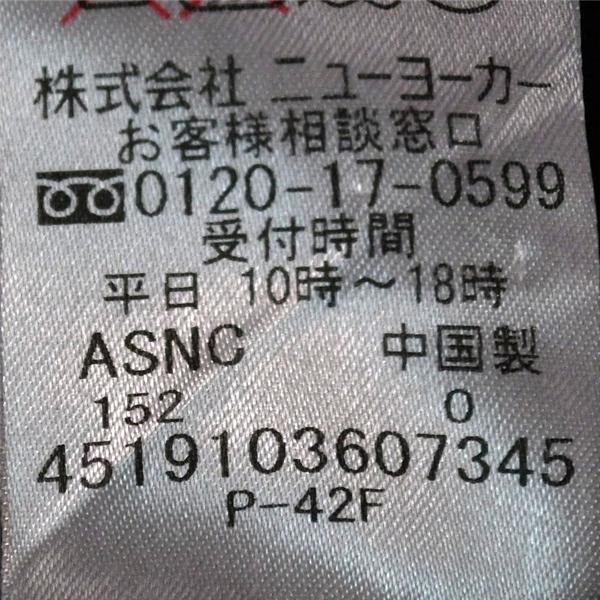 株式会社 ニューヨーカー
お客様相談窓口
0120-17-0599
受付時間
平日 10時～18時
ASNC 中国製
152 0
4519103607345
P-42F